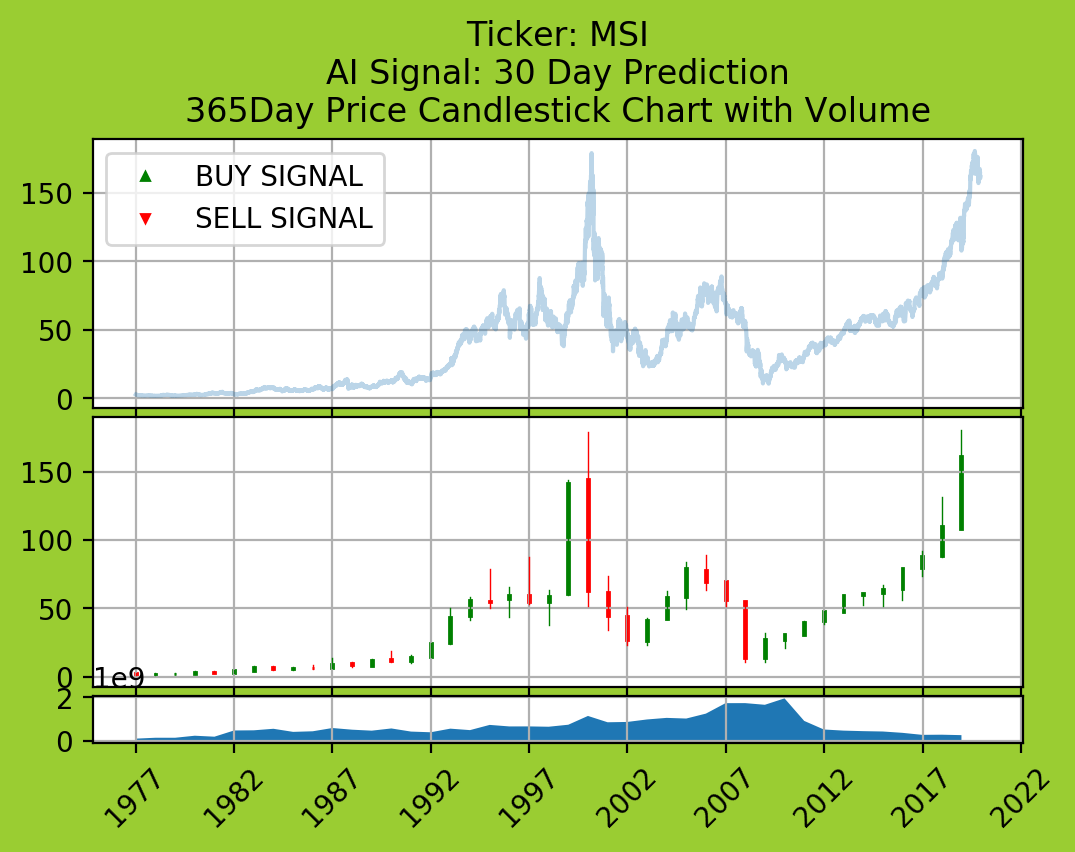 Ticker: MSI
AI Signal: 30 Day Prediction
365Day Price Candlestick Chart with Volume
BUY SIGNAL
SELL SIGNAL
150
100
50
0
150
100
50
0
1e9
2
0
1977 1982 1987 1992 1997 2002 2007 2012 2017 2022